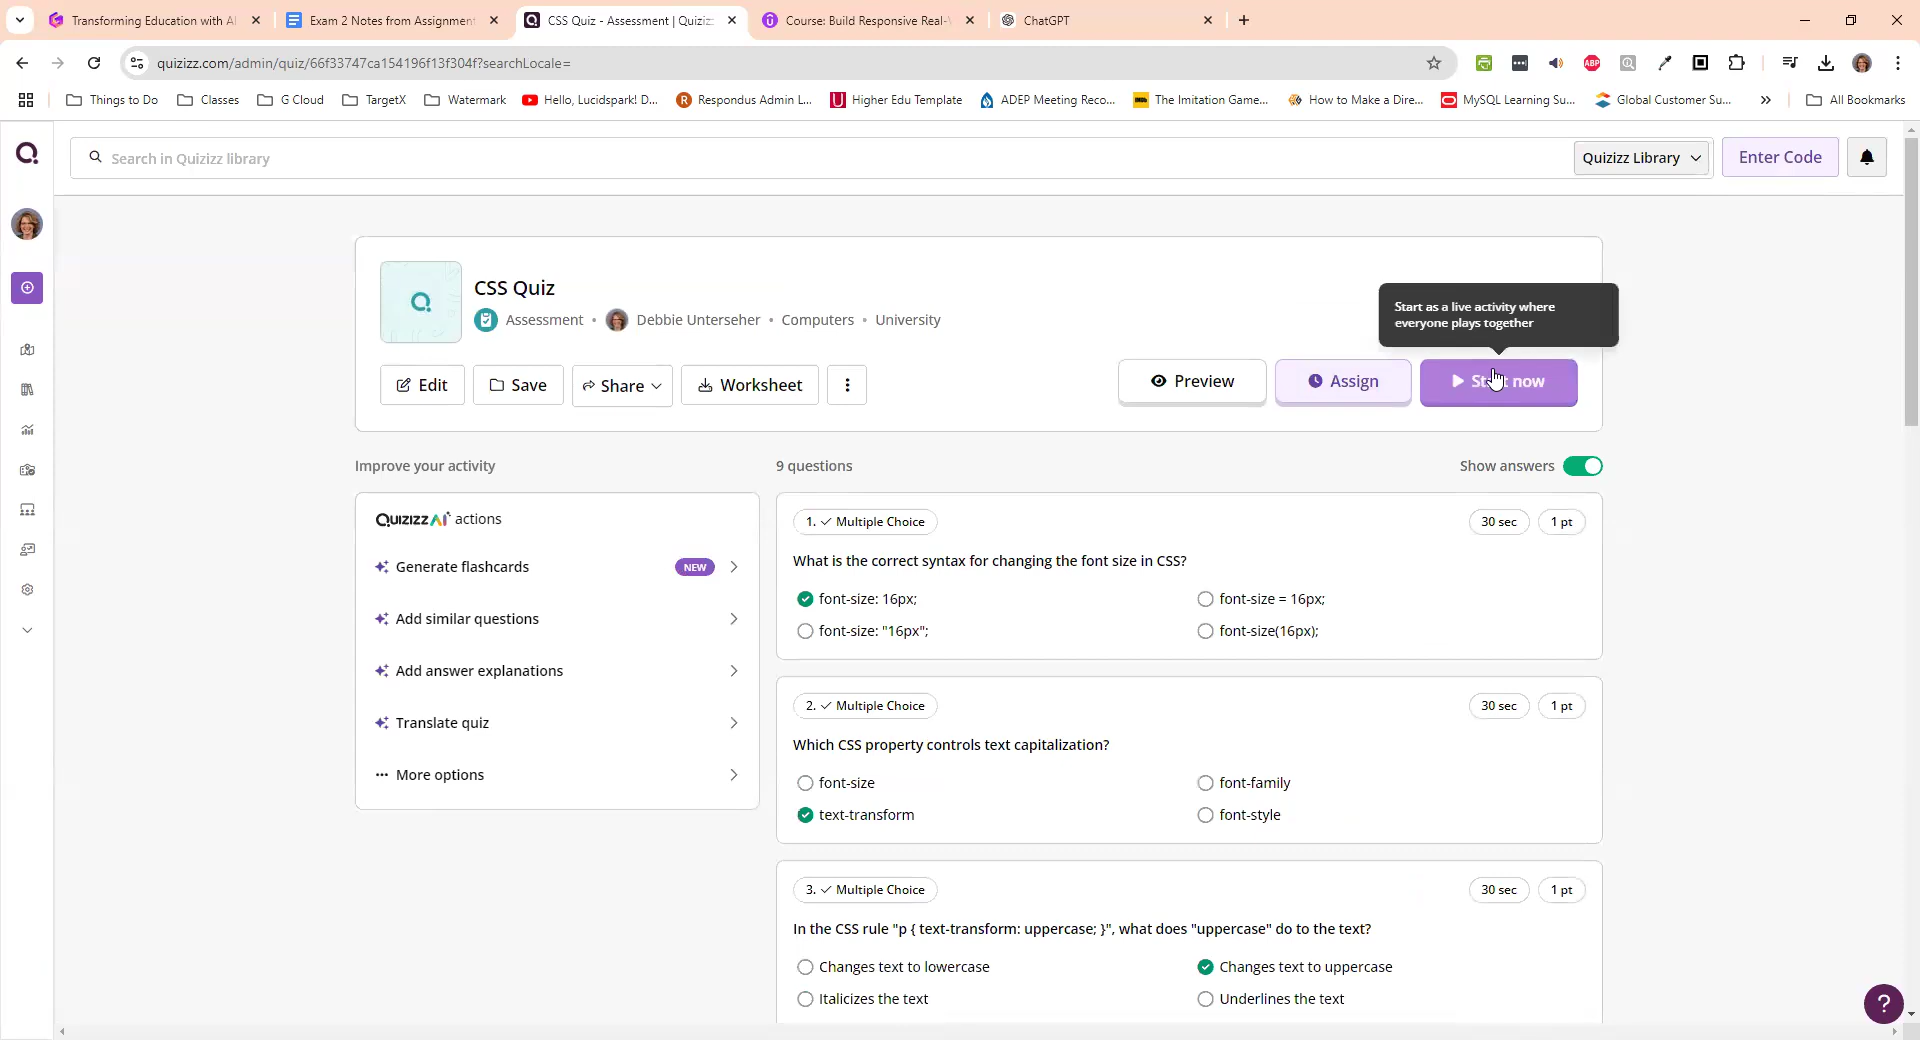 Transforming Education with AI
Exam 2 Notes from Assignment
CSS Quiz - Assessment | Quiziz
Course: Build Responsive Real-
ChatGPT
quizizz.com/admin/quiz/66f33747ca154196f13f304f?searchLocale=
ABP
Things to Do
Classes
G Cloud
TargetX
Watermark
Hello, Lucidspark! D...
Respondus Admin L...
Higher Edu Template
ADEP Meeting Reco...
The Imitation Game...
How to Make a Dire...
MySQL Learning Su...
Global Customer Su...
All Bookmarks
Search in Quizizz library
Quizizz Library
Enter Code
CSS Quiz
Assessment • Debbie Unterseher • Computers • University
Start as a live activity where
everyone plays together
Edit
Save
Share
Worksheet
Preview
Assign
St now
Improve your activity
9 questions
Show answers
Quizizz AI actions
Generate flashcards
NEW
Add similar questions
Add answer explanations
Translate quiz
More options
1. ✓ Multiple Choice
30 sec
1 pt
What is the correct syntax for changing the font size in CSS?
font-size: 16px;
font-size = 16px;
font-size: "16px";
font-size(16px);
2. ✓ Multiple Choice
30 sec
1 pt
Which CSS property controls text capitalization?
font-size
font-family
text-transform
font-style
3. ✓ Multiple Choice
30 sec
1 pt
In the CSS rule "p { text-transform: uppercase; }", what does "uppercase" do to the text?
Changes text to lowercase
Changes text to uppercase
Italicizes the text
Underlines the text
?